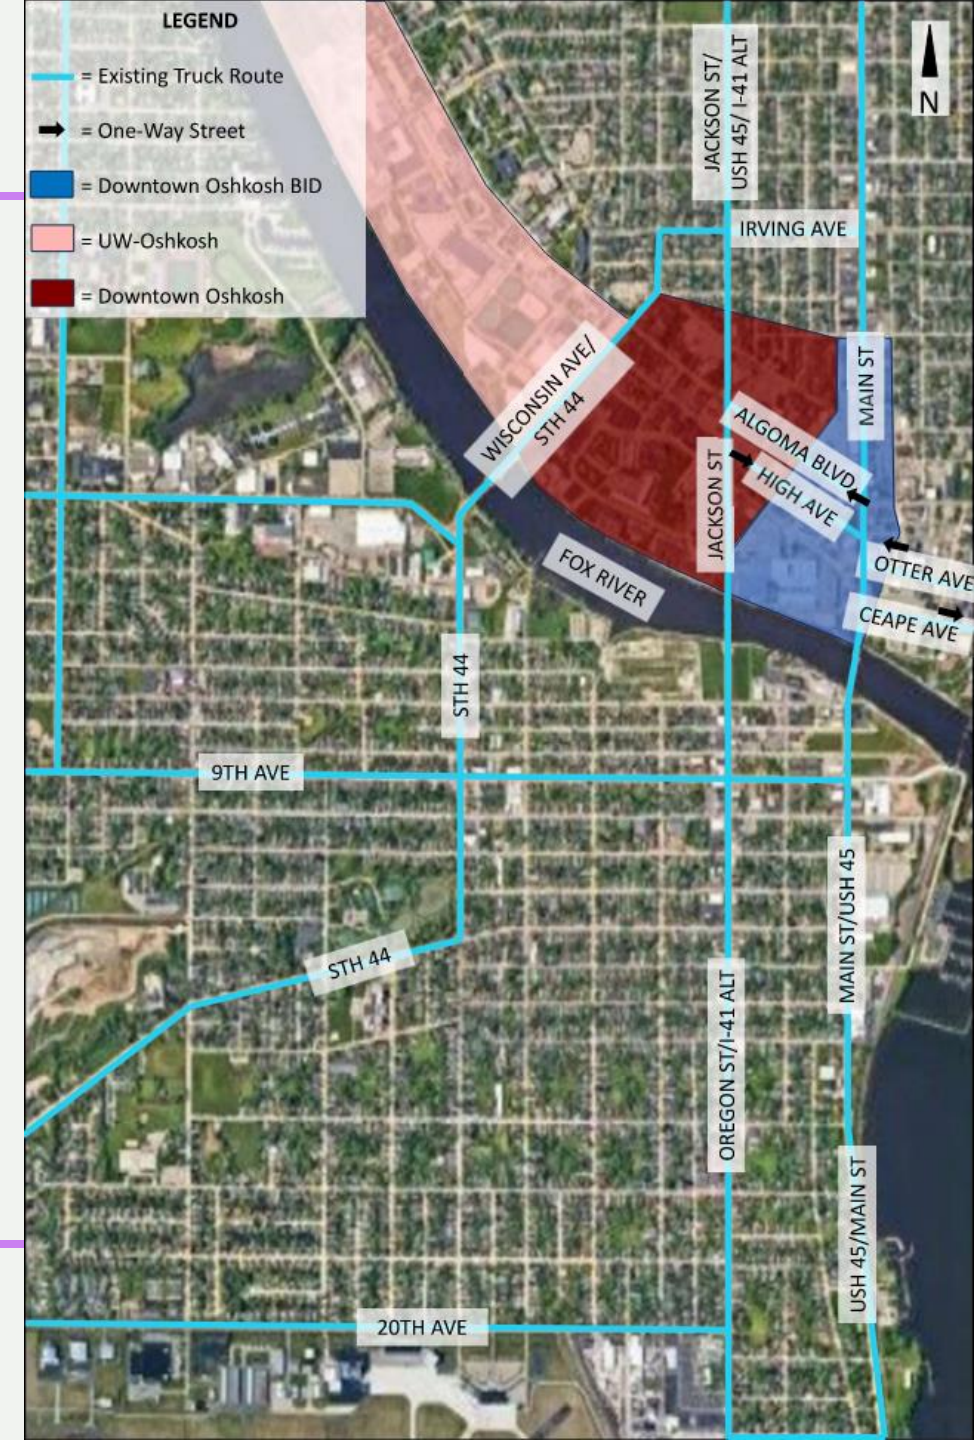 LEGEND
= Existing Truck Route
= One-Way Street
= Downtown Oshkosh BID
= UW-Oshkosh
= Downtown Oshkosh
JACKSON ST/
USH 45/ I-41 ALT
N
IRVING AVE
WISCONSIN AVE/
STH 44
MAIN ST
ALGOMA BLVD
HIGH AVE
JACKSON ST
OTTER AVE
CEAPE AVE
FOX RIVER
STH 44
9TH AVE
MAIN ST/USH 45
STH 44
OREGON ST/I-41 ALT
USH 45/MAIN ST
20TH AVE